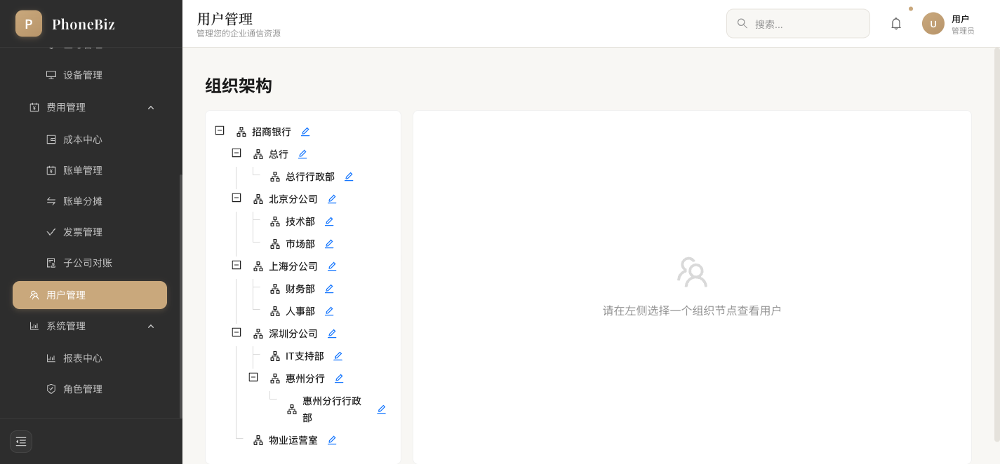 P
PhoneBiz
设备管理
费用管理
成本中心
账单管理
账单分摊
发票管理
子公司对账
用户管理
系统管理
报表中心
角色管理
用户管理
管理您的企业通信资源
搜索...
U
用户
管理员
组织架构
招商银行
总行
总行行政部
北京分公司
技术部
市场部
上海分公司
财务部
人事部
深圳分公司
IT支持部
惠州分行
惠州分行行政
部
物业运营室
请在左侧选择一个组织节点查看用户